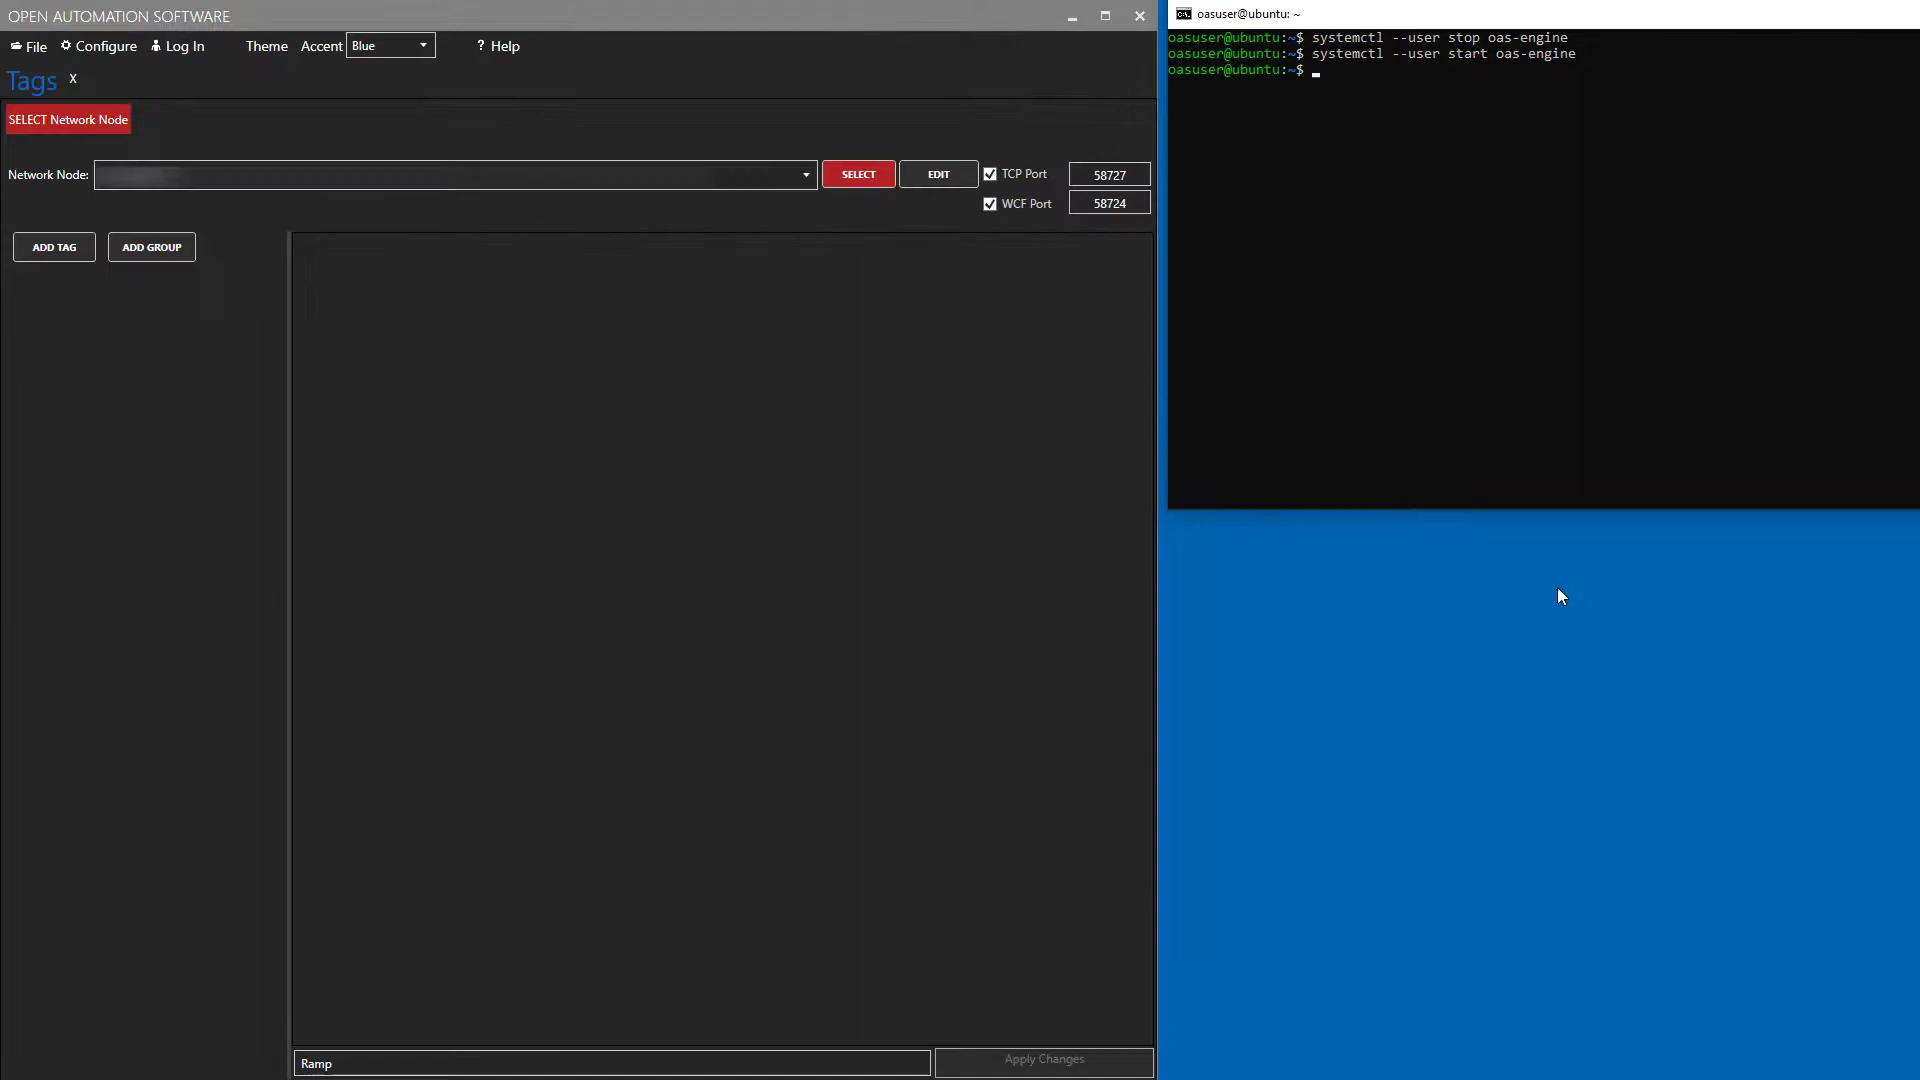 OPEN AUTOMATION SOFTWARE
File Configure Log In Theme Accent Blue ? Help
Tags X
SELECT Network Node
Network Node: SELECT EDIT TCP Port 58727
WCF Port 58724
ADD TAG ADD GROUP
Ramp Apply Changes
C:\. oasuser@ubuntu: ~
oasuser@ubuntu:~$ systemctl --user stop oas-engine
oasuser@ubuntu:~$ systemctl --user start oas-engine
oasuser@ubuntu:~$